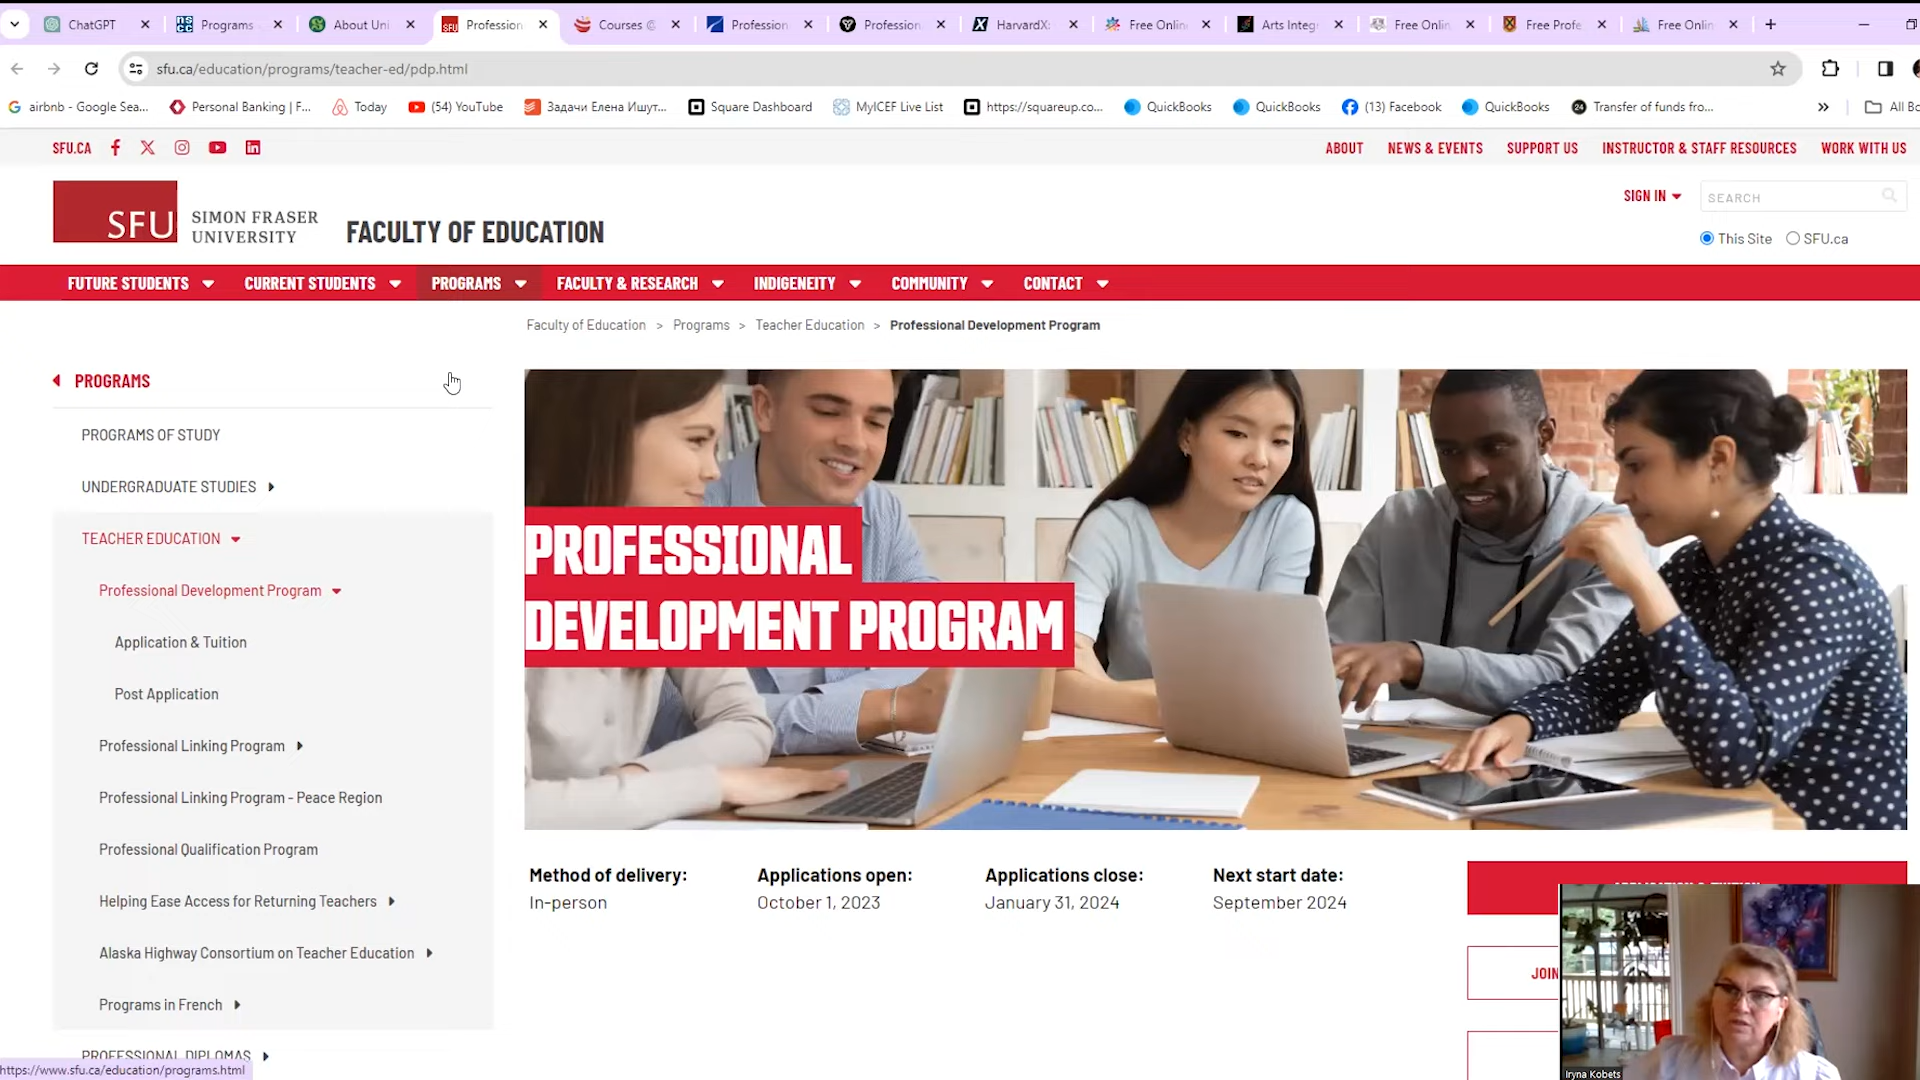 ChatGPT
Programs
About Uni
Profession
Courses @
Profession
Profession
HarvardX:
Free Onlin
Arts Integ
Free Onlin
Free Profe
Free Onlin
sfu.ca/education/programs/teacher-ed/pdp.html
airbnb - Google Sea...
Personal Banking | F...
Today
(54) YouTube
Задачи Елена Ишут...
Square Dashboard
MyICEF Live List
https://squareup.co...
QuickBooks
QuickBooks
(13) Facebook
QuickBooks
24 Transfer of funds fro...
»
All Bo
SFU.CA
ABOUT
NEWS & EVENTS
SUPPORT US
INSTRUCTOR & STAFF RESOURCES
WORK WITH US
SFU
SIMON FRASER
UNIVERSITY
FACULTY OF EDUCATION
SIGN IN
SEARCH
This Site
SFU.ca
FUTURE STUDENTS
CURRENT STUDENTS
PROGRAMS
FACULTY & RESEARCH
INDIGENEITY
COMMUNITY
CONTACT
Faculty of Education > Programs > Teacher Education > Professional Development Program
PROGRAMS
PROGRAMS OF STUDY
UNDERGRADUATE STUDIES
TEACHER EDUCATION
Professional Development Program
Application & Tuition
Post Application
Professional Linking Program
Professional Linking Program - Peace Region
Professional Qualification Program
Helping Ease Access for Returning Teachers
Alaska Highway Consortium on Teacher Education
Programs in French
PROFESSIONAL DIPLOMAS
https://www.sfu.ca/education/programs.html
PROFESSIONAL
DEVELOPMENT PROGRAM
Method of delivery:
In-person
Applications open:
October 1, 2023
Applications close:
January 31, 2024
Next start date:
September 2024
JOIN
Iryna Kobets